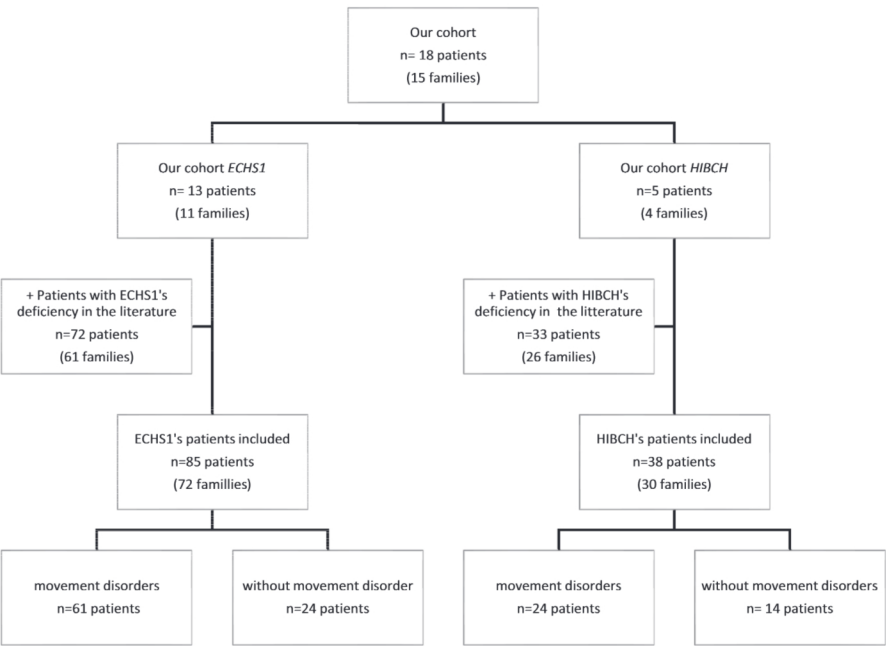 Our cohort
n= 18 patients
(15 families)
Our cohort ECHS1
n= 13 patients
(11 families)
Our cohort HIBCH
n=5 patients
(4 families)
+ Patients with ECHS1's
deficiency in the literature
n=72 patients
(61 families)
+ Patients with HIBCH's
deficiency in  the litterature
n=33 patients
(26 families)
ECHS1's patients included
n=85 patients
(72 famillies)
HIBCH's patients included
n=38 patients
(30 families)
movement disorders
n=61 patients
without movement disorder
n=24 patients
movement disorders
n=24 patients
without movement disorders
n= 14 patients